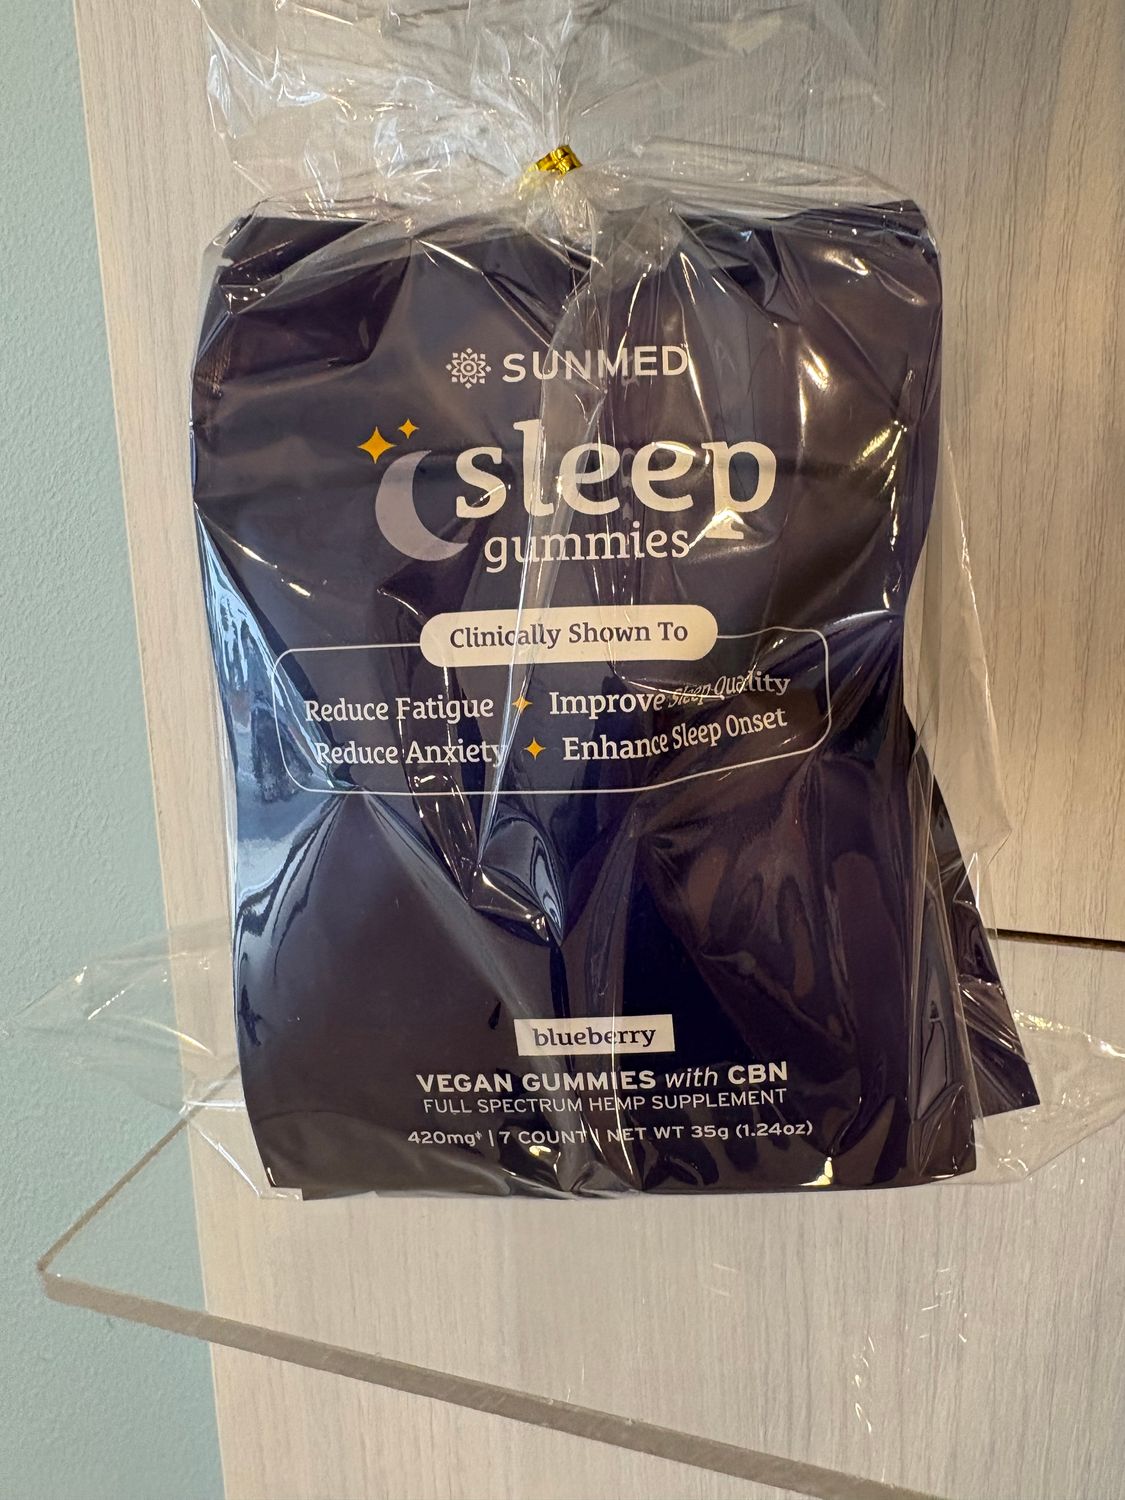 SUNMED
sleep
gummies
Clinically Shown To
Reduce Fatigue Improve Sleep Quality
Reduce Anxiety Enhance Sleep Onset
blueberry
VEGAN GUMMIES with CBN
FULL SPECTRUM HEMP SUPPLEMENT
420mg‡ | 7 COUNT | NET WT 35g (1.24oz)